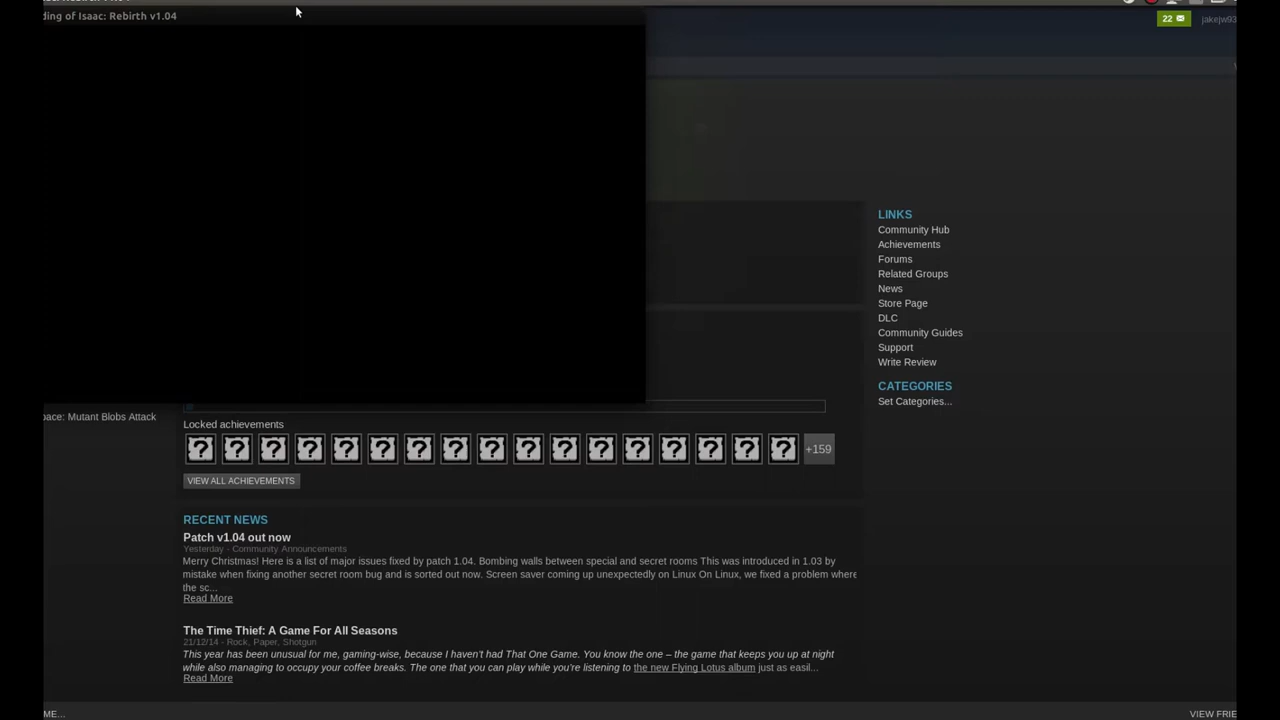 ding of Isaac: Rebirth v1.04
22
jakejw93
LINKS
Community Hub
Achievements
Forums
Related Groups
News
Store Page
DLC
Community Guides
Support
Write Review
CATEGORIES
Set Categories...
pace: Mutant Blobs Attack
Locked achievements
+159
VIEW ALL ACHIEVEMENTS
RECENT NEWS
Patch v1.04 out now
Yesterday - Community Announcements
Merry Christmas! Here is a list of major issues fixed by patch 1.04. Bombing walls between special and secret rooms This was introduced in 1.03 by
mistake when fixing another secret room bug and is sorted out now. Screen saver coming up unexpectedly on Linux On Linux, we fixed a problem where
the sc...
Read More
The Time Thief: A Game For All Seasons
21/12/14 - Rock, Paper, Shotgun
This year has been unusual for me, gaming-wise, because I haven't had That One Game. You know the one – the game that keeps you up at night
while also managing to occupy your coffee breaks. The one that you can play while you're listening to the new Flying Lotus album just as easil...
Read More
ME...
VIEW FRIE